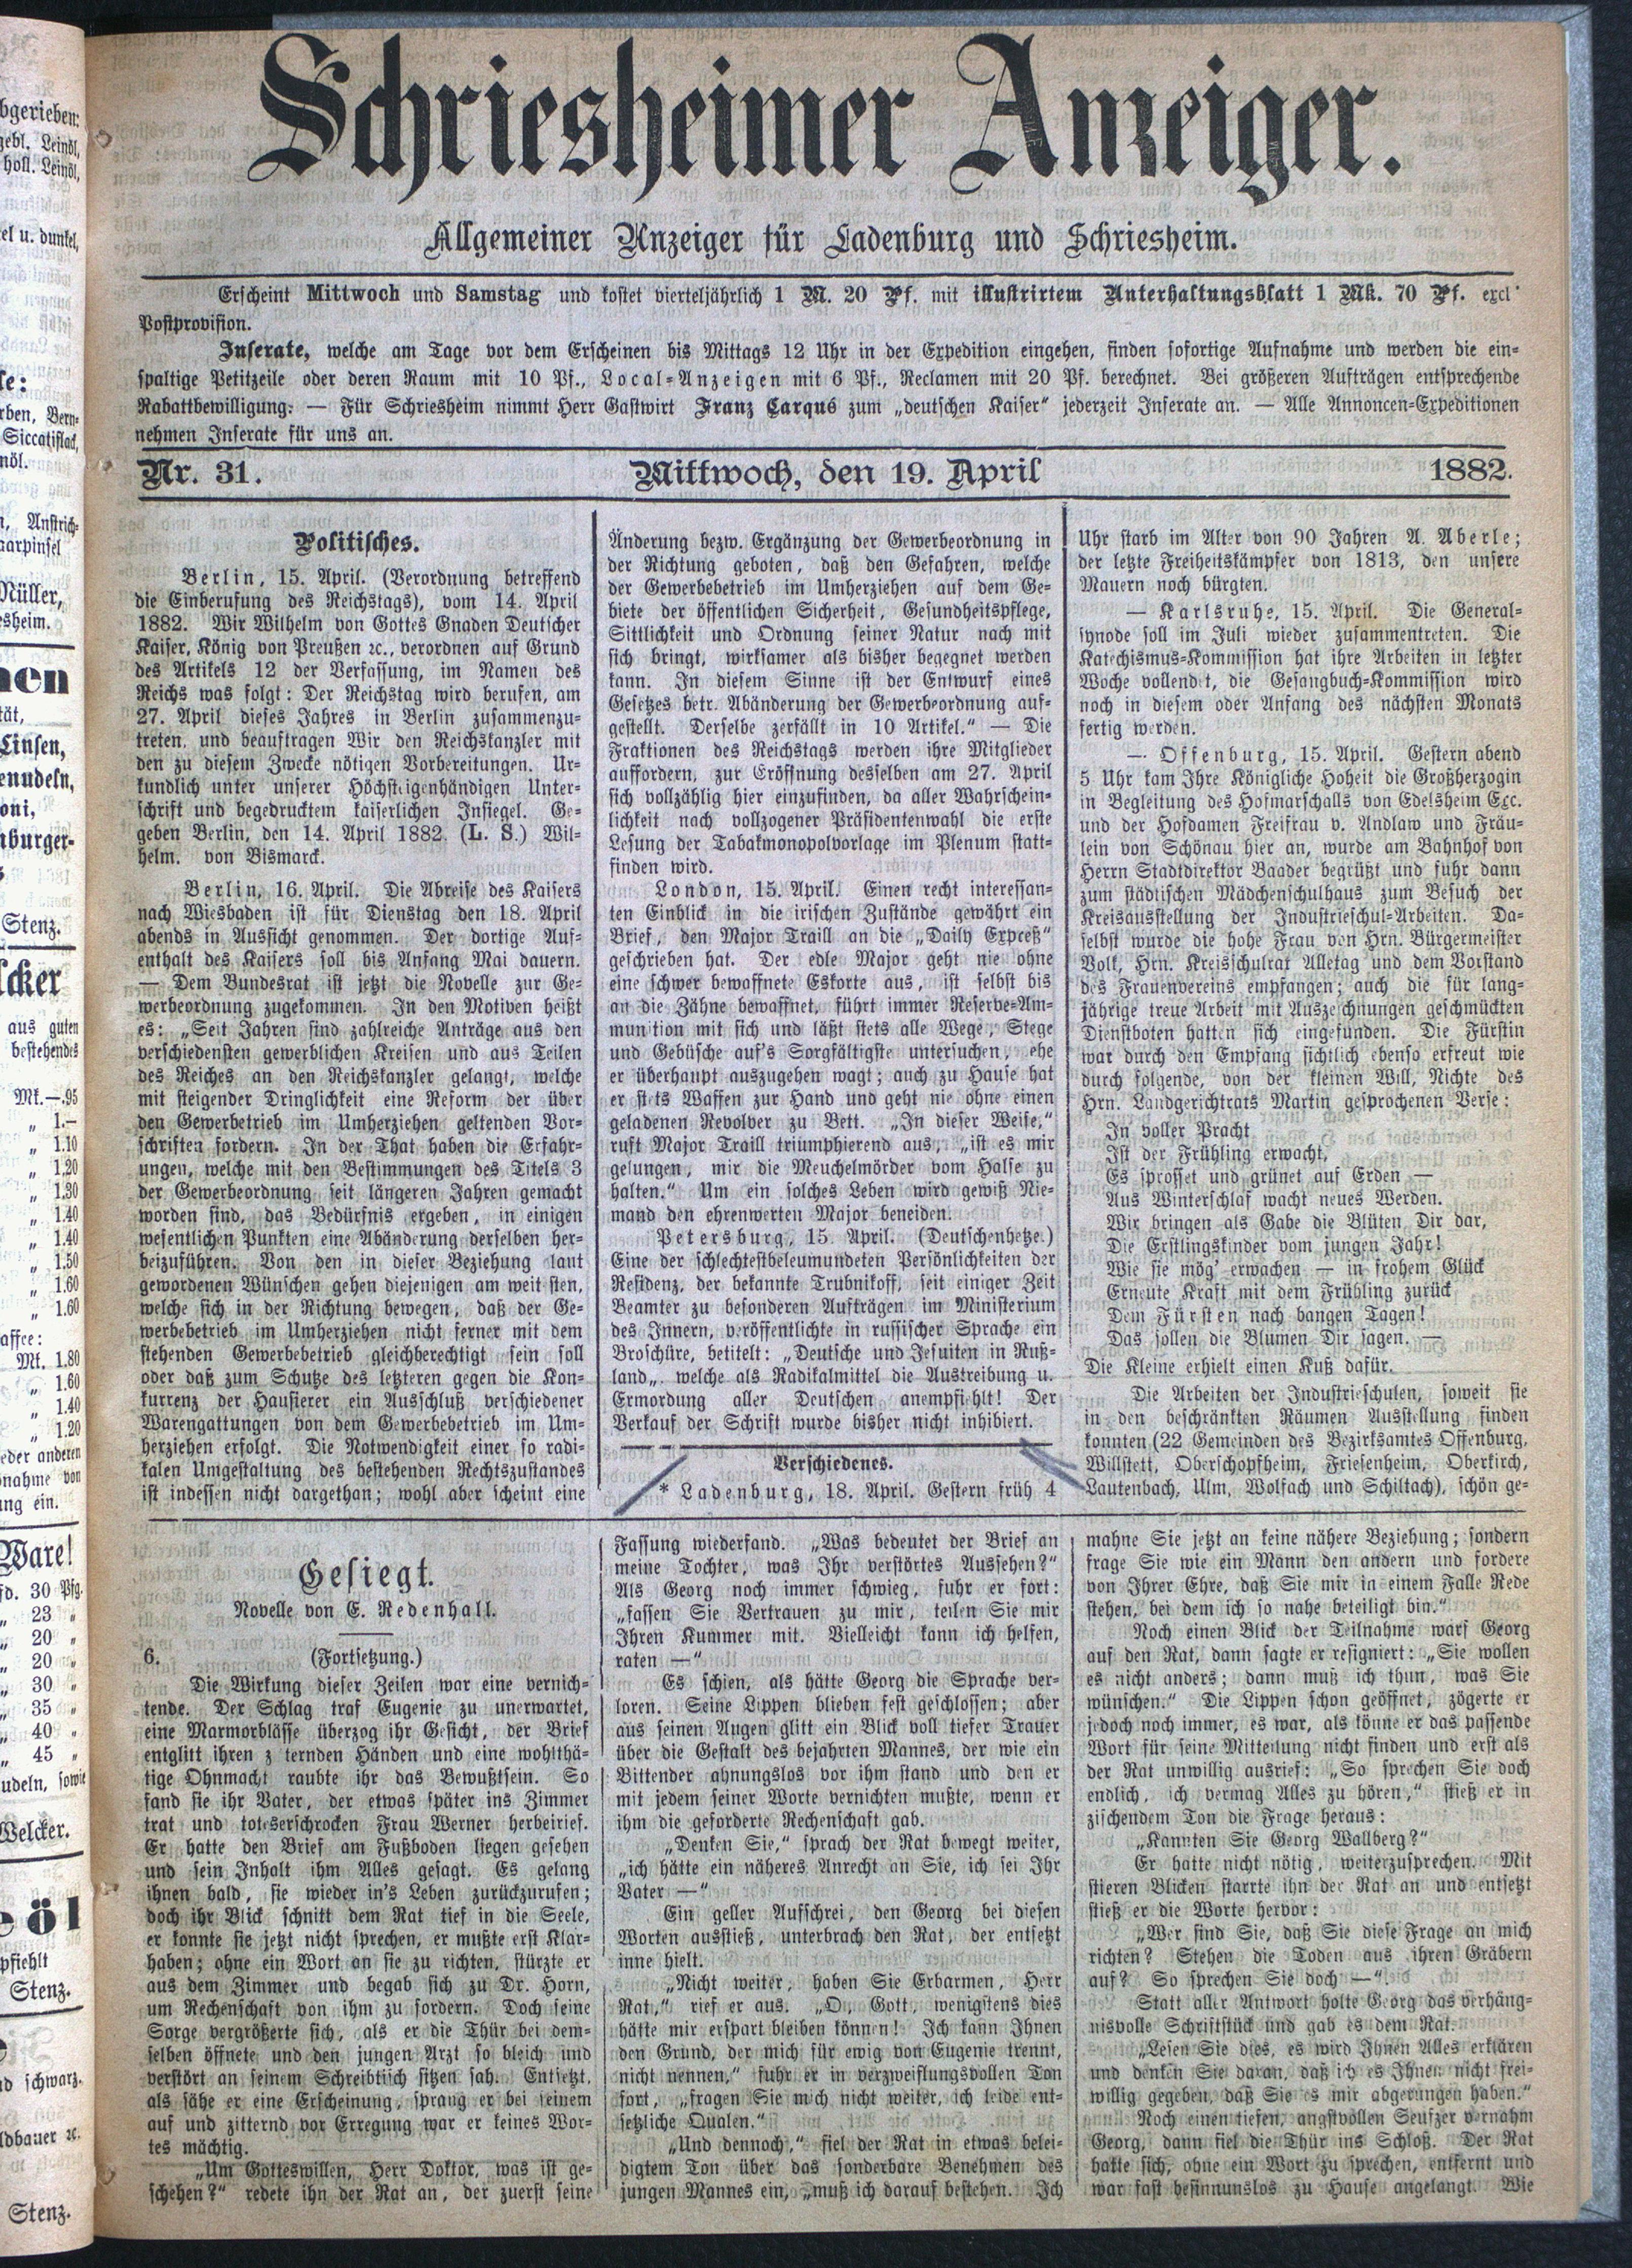 Schriesheimer Anzeiger.
Allgemeiner Anzeiger für Ladenburg und Schriesheim.
Erscheint Mittwoch und Samstag und kostet vierteljährlich 1 M. 20 Pf. mit illustrirtem Unterhaltungsblatt 1 Mk. 70 Pf. excl
Postprovision.
Inserate, welche am Tage vor dem Erscheinen bis Mittags 12 Uhr in der Expedition eingehen, finden sofortige Aufnahme und werden die ein-
spaltige Petitzeile oder deren Raum mit 10 Pf., Local-Anzeigen mit 6 Pf., Reclamen mit 20 Pf. berechnet. Bei größeren Aufträgen entsprechende
Rabattbewilligung. — Für Schriesheim nimmt Herr Gastwirt Franz Carqué zum „deutschen Kaiser“ jederzeit Inserate an. — Alle Annoncen-Expeditionen
nehmen Inserate für uns an.
Nr. 31. Mittwoch, den 19. April 1882.
Politisches.
Berlin, 15. April. (Verordnung betreffend
die Einberufung des Reichstags), vom 14. April
1882. Wir Wilhelm von Gottes Gnaden Deutscher
Kaiser, König von Preußen ꝛc., verordnen auf Grund
des Artikels 12 der Verfassung, im Namen des
Reichs was folgt: Der Reichstag wird berufen, am
27. April dieses Jahres in Berlin zusammenzu-
treten, und beauftragen Wir den Reichskanzler mit
den zu diesem Zwecke nötigen Vorbereitungen. Ur-
kundlich unter unserer Höchsteigenhändigen Unter-
schrift und begedrucktem kaiserlichen Insiegel. Ge-
geben Berlin, den 14. April 1882. (L. S.) Wil-
helm. von Bismarck.
Berlin, 16. April. Die Abreise des Kaisers
nach Wiesbaden ist für Dienstag den 18. April
abends in Aussicht genommen. Der dortige Auf-
enthalt des Kaisers soll bis Anfang Mai dauern.
— Dem Bundesrat ist jetzt die Novelle zur Ge-
werbeordnung zugekommen. In den Motiven heißt
es: „Seit Jahren sind zahlreiche Anträge aus den
verschiedensten gewerblichen Kreisen und aus Teilen
des Reiches an den Reichskanzler gelangt, welche
mit steigender Dringlichkeit eine Reform der über
den Gewerbetrieb im Umherziehen geltenden Vor-
schriften fordern. In der That haben die Erfahr-
ungen, welche mit den Bestimmungen des Titels 3
der Gewerbeordnung seit längeren Jahren gemacht
worden sind, das Bedürfnis ergeben, in einigen
wesentlichen Punkten eine Abänderung derselben her-
beizuführen. Von den in dieser Beziehung laut
gewordenen Wünschen gehen diejenigen am weit sten,
welche sich in der Richtung bewegen, daß der Ge-
werbebetrieb im Umherziehen nicht ferner mit dem
stehenden Gewerbebetrieb gleichberechtigt sein soll
oder daß zum Schutze des letzteren gegen die Kon-
kurrenz der Hausierer ein Ausschluß verschiedener
Warengattungen von dem Gewerbebetrieb im Um-
herziehen erfolgt. Die Notwendigkeit einer so radi-
kalen Umgestaltung des bestehenden Rechtszustandes
ist indessen nicht dargethan; wohl aber scheint eine
Änderung bezw. Ergänzung der Gewerbeordnung in
der Richtung geboten, daß den Gefahren, welche
der Gewerbebetrieb im Umherziehen auf dem Ge-
biete der öffentlichen Sicherheit, Gesundheitspflege,
Sittlichkeit und Ordnung seiner Natur nach mit
sich bringt, wirksamer als bisher begegnet werden
kann. In diesem Sinne ist der Entwurf eines
Gesetzes betr. Abänderung der Gewerbeordnung auf-
gestellt. Derselbe zerfällt in 10 Artikel.“ — Die
Fraktionen des Reichstags werden ihre Mitglieder
auffordern, zur Eröffnung desselben am 27. April
sich vollzählig hier einzufinden, da aller Wahrschein-
lichkeit nach vollzogener Präsidentenwahl die erste
Lesung der Tabakmonopolvorlage im Plenum statt-
finden wird.
London, 15. April. Einen recht interessan-
ten Einblick in die irischen Zustände gewährt ein
Brief, den Major Traill an die „Daily Expreß“
geschrieben hat. Der edle Major geht nie ohne
eine schwer bewaffnete Eskorte aus, ist selbst bis
an die Zähne bewaffnet, führt immer Reserve-Am-
munition mit sich und läßt stets alle Wege, Stege
und Gebüsche auf's Sorgfältigste untersuchen, ehe
er überhaupt auszugehen wagt; auch zu Hause hat
er stets Waffen zur Hand und geht nie ohne einen
geladenen Revolver zu Bett. „In dieser Weise,“
ruft Major Traill triumphierend aus, „ist es mir
gelungen, mir die Meuchelmörder vom Halse zu
halten.“ Um ein solches Leben wird gewiß Nie-
mand den ehrenwerten Major beneiden.
Petersburg, 15. April. (Deutschenhetze.)
Eine der schlechtestbeleumundeten Persönlichkeiten der
Residenz, der bekannte Trubnikoff, seit einiger Zeit
Beamter zu besonderen Aufträgen im Ministerium
des Innern, veröffentlichte in russischer Sprache ein
Broschüre, betitelt: „Deutsche und Jesuiten in Ruß-
land„. welche als Radikalmittel die Austreibung u.
Ermordung aller Deutschen anempfiehlt! Der
Verkauf der Schrift wurde bisher nicht inhibiert.
Verschiedenes.
* Ladenburg, 18. April. Gestern früh 4
Uhr starb im Alter von 90 Jahren A. Aberle;
der letzte Freiheitskämpfer von 1813, den unsere
Mauern noch bürgten.
— Karlsruhe, 15. April. Die General-
synode soll im Juli wieder zusammentreten. Die
Katechismus-Kommission hat ihre Arbeiten in letzter
Woche vollend t, die Gesangbuch-Kommission wird
noch in diesem oder Anfang des nächsten Monats
fertig werden.
— Offenburg, 15. April. Gestern abend
5 Uhr kam Ihre Königliche Hoheit die Großherzogin
in Begleitung des Hofmarschalls von Edelsheim Exc.
und der Hofdamen Freifrau v. Andlaw und Fräu-
lein von Schönau hier an, wurde am Bahnhof von
Herrn Stadtdirektor Baader begrüßt und fuhr dann
zum städtischen Mädchenschulhaus zum Besuch der
Kreisausstellung der Industrieschul-Arbeiten. Da-
selbst wurde die hohe Frau von Hrn. Bürgermeister
Volk, Hrn. Kreisschulrat Alletag und dem Vorstand
des Frauenvereins empfangen; auch die für lang-
jährige treue Arbeit mit Auszeichnungen geschmückten
Dienstboten hatten sich eingefunden. Die Fürstin
war durch den Empfang sichtlich ebenso erfreut wie
durch folgende, von der kleinen Will, Nichte des
Hrn. Landgerichtrats Martin gesprochenen Verse:
In voller Pracht
Ist der Frühling erwacht,
Es sprosset und grünet auf Erden —
Aus Winterschlaf wacht neues Werden.
Wir bringen als Gabe die Blüten Dir dar,
Die Erstlingskinder vom jungen Jahr!
Wie sie mög' erwachen — in frohem Glück
Erneute Kraft mit dem Frühling zurück
Dem Fürsten nach bangen Tagen!
Das sollen die Blumen Dir sagen. —
Die Kleine erhielt einen Kuß dafür.
Die Arbeiten der Industrieschulen, soweit sie
in den beschränkten Räumen Ausstellung finden
konnten (22 Gemeinden des Bezirksamtes Offenburg,
Willstett, Oberschopfheim, Friesenheim, Oberkirch,
Lautenbach, Ulm, Wolfach und Schiltach), schön ge-
Gesiegt.
Novelle von E. Redenhall.
6. (Fortsetzung.)
Die Wirkung dieser Zeilen war eine vernich-
tende. Der Schlag traf Eugenie zu unerwartet,
eine Marmorblässe überzog ihr Gesicht, der Brief
entglitt ihren z ternden Händen und eine wohlthä-
tige Ohnmacht raubte ihr das Bewußtsein. So
fand sie ihr Vater, der etwas später ins Zimmer
trat und toteserschrocken Frau Werner herbeirief.
Er hatte den Brief am Fußboden liegen gesehen
und sein Inhalt ihm Alles gesagt. Es gelang
ihnen bald, sie wieder in's Leben zurückzurufen;
doch ihr Blick schnitt dem Rat tief in die Seele,
er konnte sie jetzt nicht sprechen, er mußte erst Klar-
haben; ohne ein Wort an sie zu richten, stürzte er
aus dem Zimmer und begab sich zu Dr. Horn,
um Rechenschaft von ihm zu fordern. Doch seine
Sorge vergrößerte sich, als er die Thür bei dem-
selben öffnete und den jungen Arzt so bleich und
verstört an seinem Schreibtisch sitzen sah. Entsetzt,
als sähe er eine Erscheinung, sprang er bei seinem
auf und zitternd vor Erregung war er keines Wor-
tes mächtig.
„Um Gotteswillen, Herr Doktor, was ist ge-
schehen?“ redete ihn der Rat an, der zuerst seine
Fassung wiederfand. „Was bedeutet der Brief an
meine Tochter, was Ihr verstörtes Aussehen?“
Als Georg noch immer schwieg, fuhr er fort:
„fassen Sie Vertrauen zu mir, teilen Sie mir
Ihren Kummer mit. Vielleicht kann ich helfen,
raten —“
Es schien, als hätte Georg die Sprache ver-
loren. Seine Lippen blieben fest geschlossen; aber
aus seinen Augen glitt ein Blick voll tiefer Trauer
über die Gestalt des bejahrten Mannes, der wie ein
Bittender ahnungslos vor ihm stand und den er
mit jedem seiner Worte vernichten mußte, wenn er
ihm die geforderte Rechenschaft gab.
„Denken Sie,“ sprach der Rat bewegt weiter,
„ich hätte ein näheres Anrecht an Sie, ich sei Ihr
Vater —“
Ein geller Aufschrei, den Georg bei diesen
Worten ausstieß, unterbrach den Rat, der entsetzt
inne hielt.
„Nicht weiter, haben Sie Erbarmen, Herr
Rat,“ rief er aus. „O, Gott, wenigstens dies
hätte mir erspart bleiben können! Ich kann Ihnen
den Grund, der mich für ewig von Eugenie trennt,
nicht nennen,“ fuhr er in verzweiflungsvollen Ton
fort, „fragen Sie mich nicht weiter, ich leide ent-
setzliche Qualen.“
„Und dennoch,“ fiel der Rat in etwas belei-
digtem Ton über das sonderbare Benehmen des
jungen Mannes ein, „muß ich darauf bestehen. Ich
mahne Sie jetzt an keine nähere Beziehung; sondern
frage Sie wie ein Mann den andern und fordere
von Ihrer Ehre, daß Sie mir in einem Falle Rede
stehen, bei dem ich so nahe beteiligt bin.“
Noch einen Blick der Teilnahme warf Georg
auf den Rat, dann sagte er resigniert: „Sie wollen
es nicht anders; dann muß ich thun, was Sie
wünschen.“ Die Lippen schon geöffnet, zögerte er
jedoch noch immer, es war, als könne er das passende
Wort für seine Mitteilung nicht finden und erst als
der Rat unwillig ausrief: „So sprechen Sie doch
endlich, ich vermag Alles zu hören,“ stieß er in
zischendem Ton die Frage heraus:
„Kannten Sie Georg Wallberg?“
Er hatte nicht nötig, weiterzusprechen. Mit
stieren Blicken starrte ihn der Rat an und entsetzt
stieß er die Worte hervor:
„Wer sind Sie, daß Sie diese Frage an mich
richten? Stehen die Toden aus ihren Gräbern
auf? So sprechen Sie doch —“
Statt aller Antwort holte Georg das verhäng-
nisvolle Schriftstück und gab es dem Rat.
„Lesen Sie dies, es wird Ihnen Alles erklären
und denken Sie daran, daß ich es Ihnen nicht frei-
willig gegeben, daß Sie es mir abgerungen haben.“
Noch einen tiefen, angstvollen Seufzer vernahm
Georg, dann fiel die Thür ins Schloß. Der Rat
hatte sich, ohne ein Wort zu sprechen, entfernt und
war fast besinnunslos zu Hause angelangt. Wie